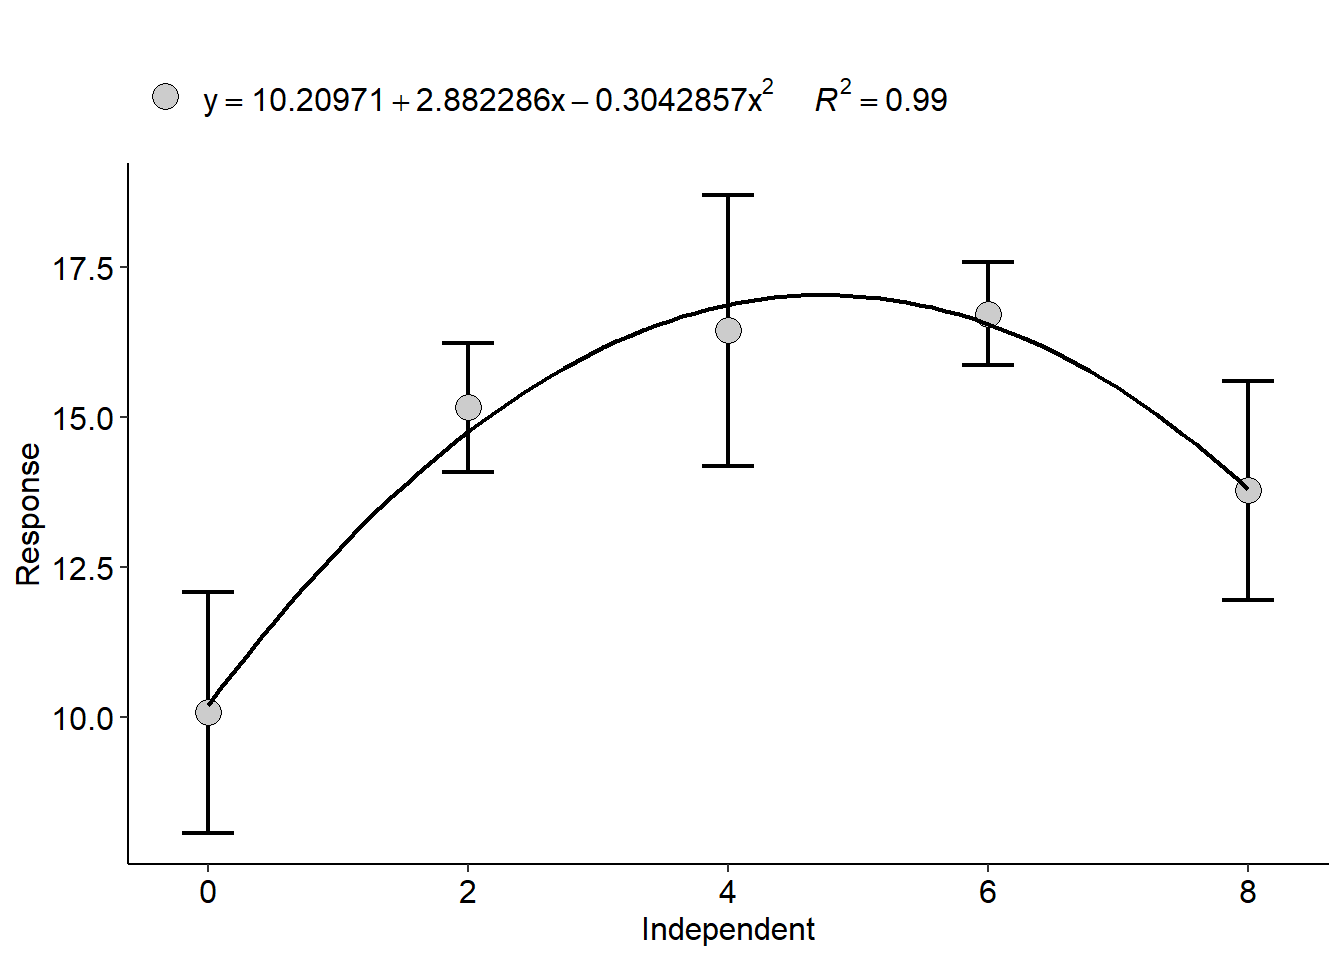 y = 10.20971 + 2.882286x − 0.3042857x² R² = 0.99
17.5
15.0
12.5
10.0
Response
0 2 4 6 8
Independent